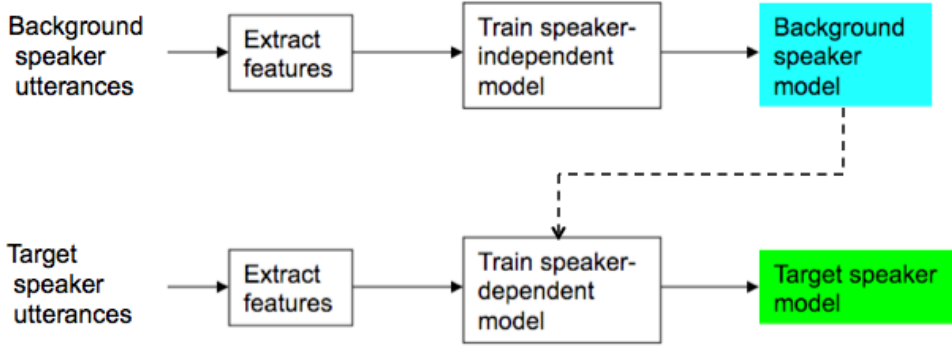 Background
speaker
utterances
Extract
features
Train speaker-
independent
model
Background
speaker
model
Target
speaker
utterances
Extract
features
Train speaker-
dependent
model
Target speaker
model